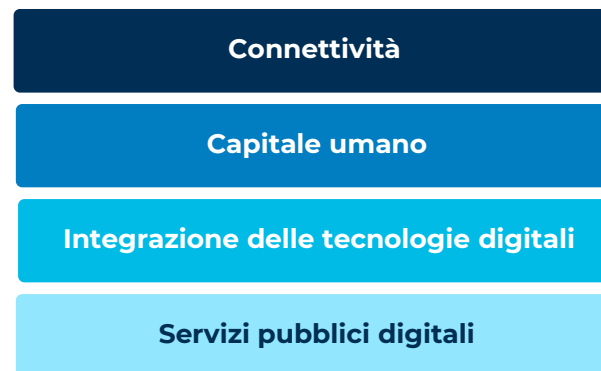 Connettività
Capitale umano
Integrazione delle tecnologie digitali
Servizi pubblici digitali